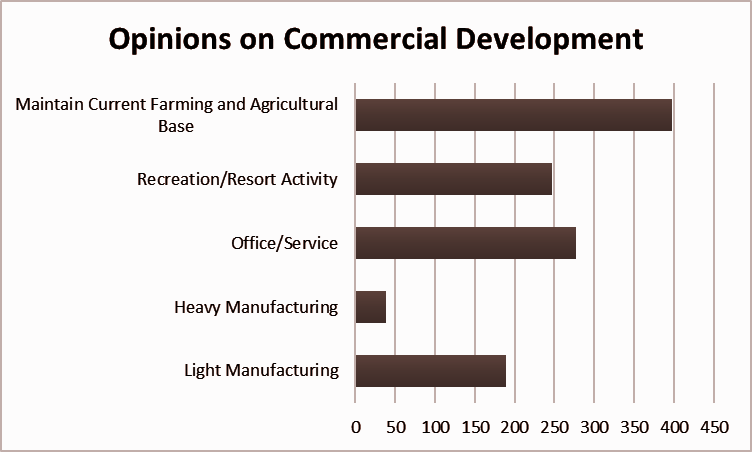 Opinions on Commercial Development
Maintain Current Farming and Agricultural
Base
Recreation/Resort Activity
Office/Service
Heavy Manufacturing
Light Manufacturing
0 50 100 150 200 250 300 350 400 450